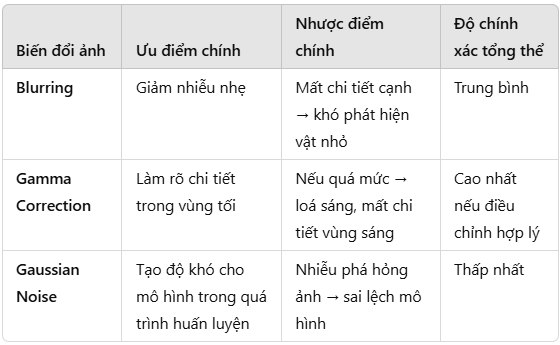 Biến đổi ảnh
Ưu điểm chính
Nhược điểm
chính
Độ chính
xác tổng thể
Blurring
Giảm nhiễu nhẹ
Mất chi tiết cạnh
→ khó phát hiện
vật nhỏ
Trung bình
Gamma
Correction
Làm rõ chi tiết
trong vùng tối
Nếu quá mức →
loá sáng, mất chi
tiết vùng sáng
Cao nhất
nếu điều
chỉnh hợp lý
Gaussian
Noise
Tạo độ khó cho
mô hình trong quá
trình huấn luyện
Nhiễu phá hỏng
ảnh → sai lệch mô
hình
Thấp nhất